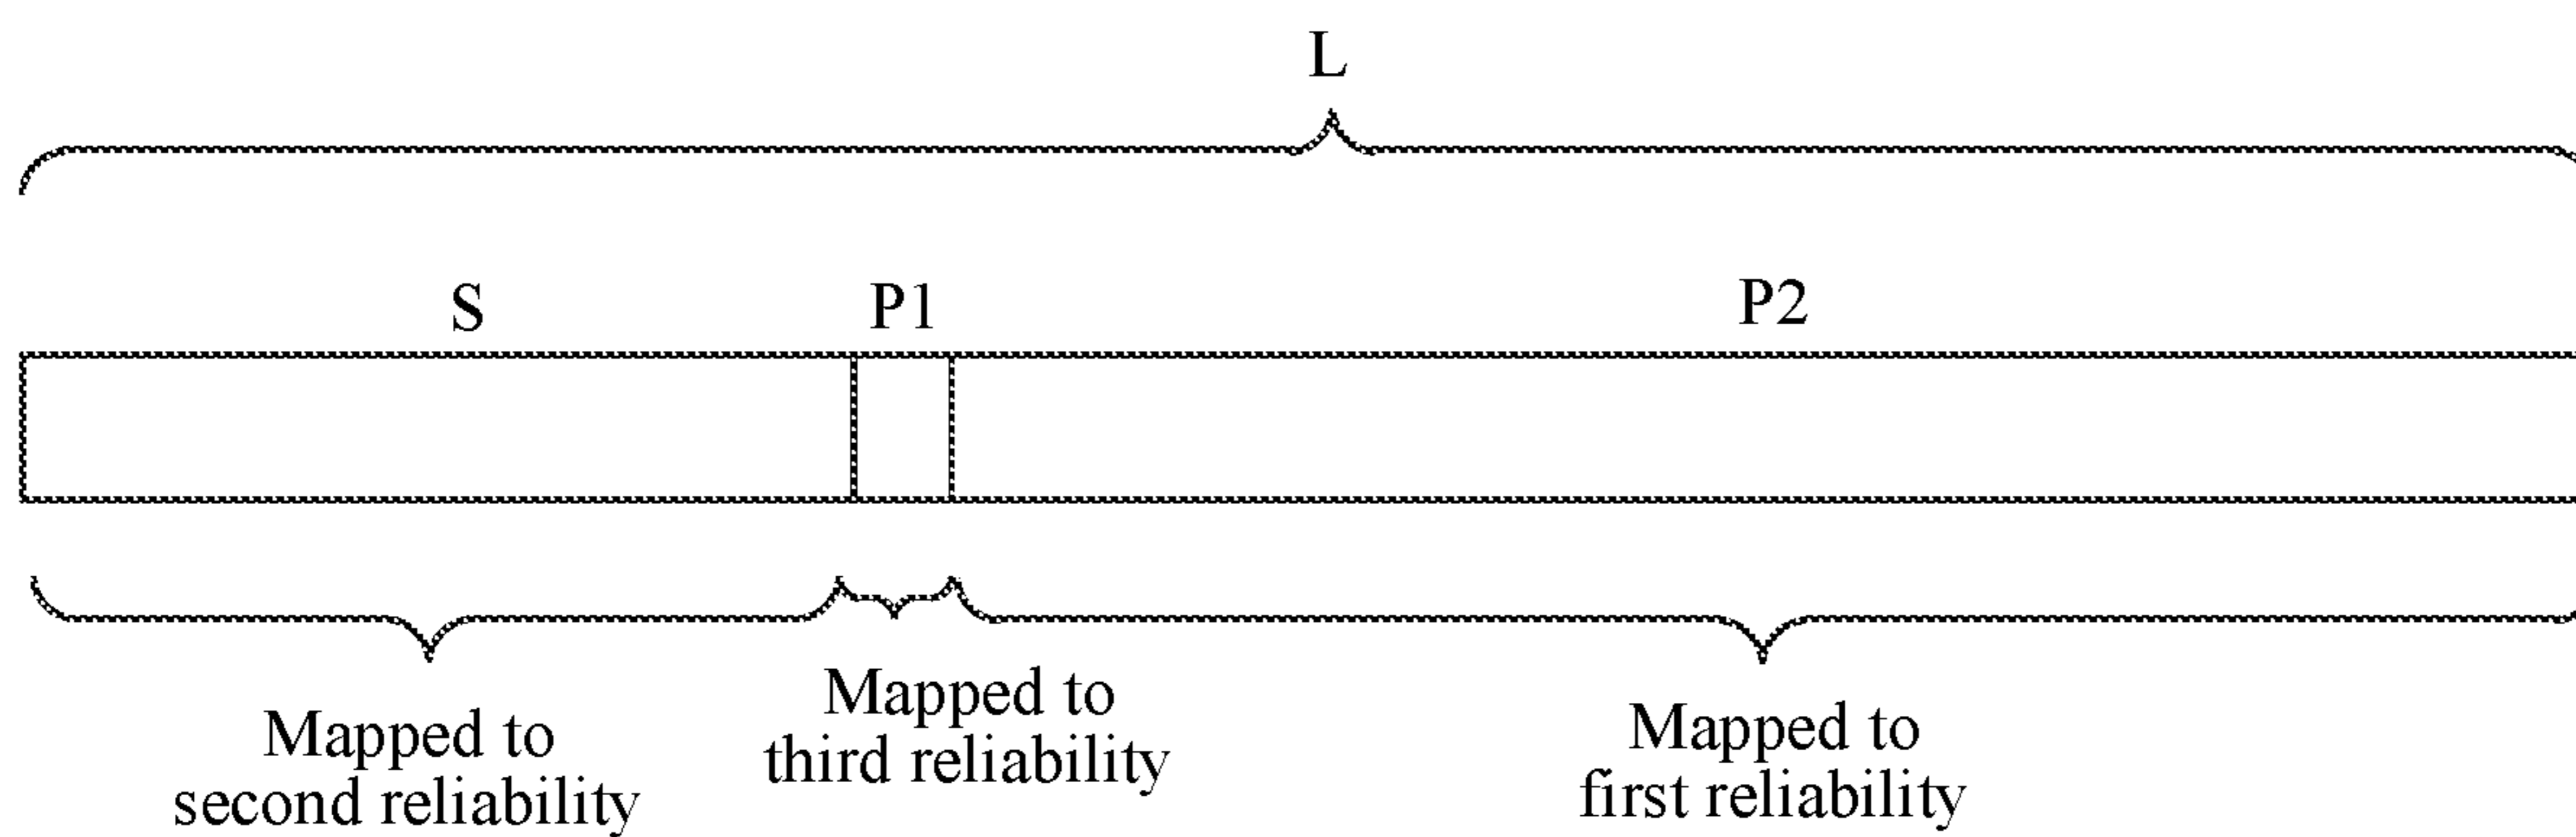 L
S
P1
P2
Mapped to
second reliability
Mapped to
third reliability
Mapped to
first reliability